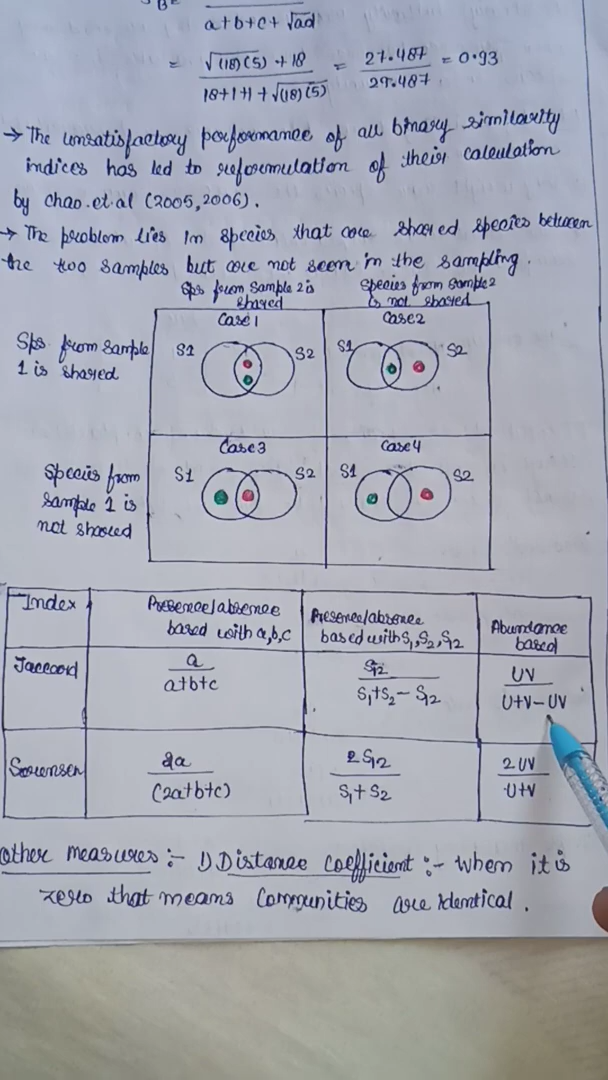 B
a+b+c+√ad
= √(18)(5) + 18 / 18+1+1+√(18)(5) = 27.487 / 29.487 = 0.93
→ The unsatisfactory performance of all binary similarity
indices has led to reformulation of their calculation
by chao.et.al (2005,2006).
→ The problem lies in species that are shared species between
the two samples but are not seen in the sampling.
Sps from sample 2 is shared
Species from sample 2 is not shared
Sps from sample 1 is shared
Case 1
S1 S2
Case 2
S1 S2
Species from sample 1 is not shared
Case 3
S1 S2
Case 4
S1 S2
Index
Presence/absence based with a,b,c
Presence/absence based with S1,S2,S12
Abundance based
Jaccard
a / a+b+c
S12 / S1+S2-S12
UV / U+V-UV
Sorensen
2a / (2a+b+c)
2S12 / S1+S2
2UV / U+V
Other measures :- 1) Distance coefficient :- when it is
zero that means Communities are identical.